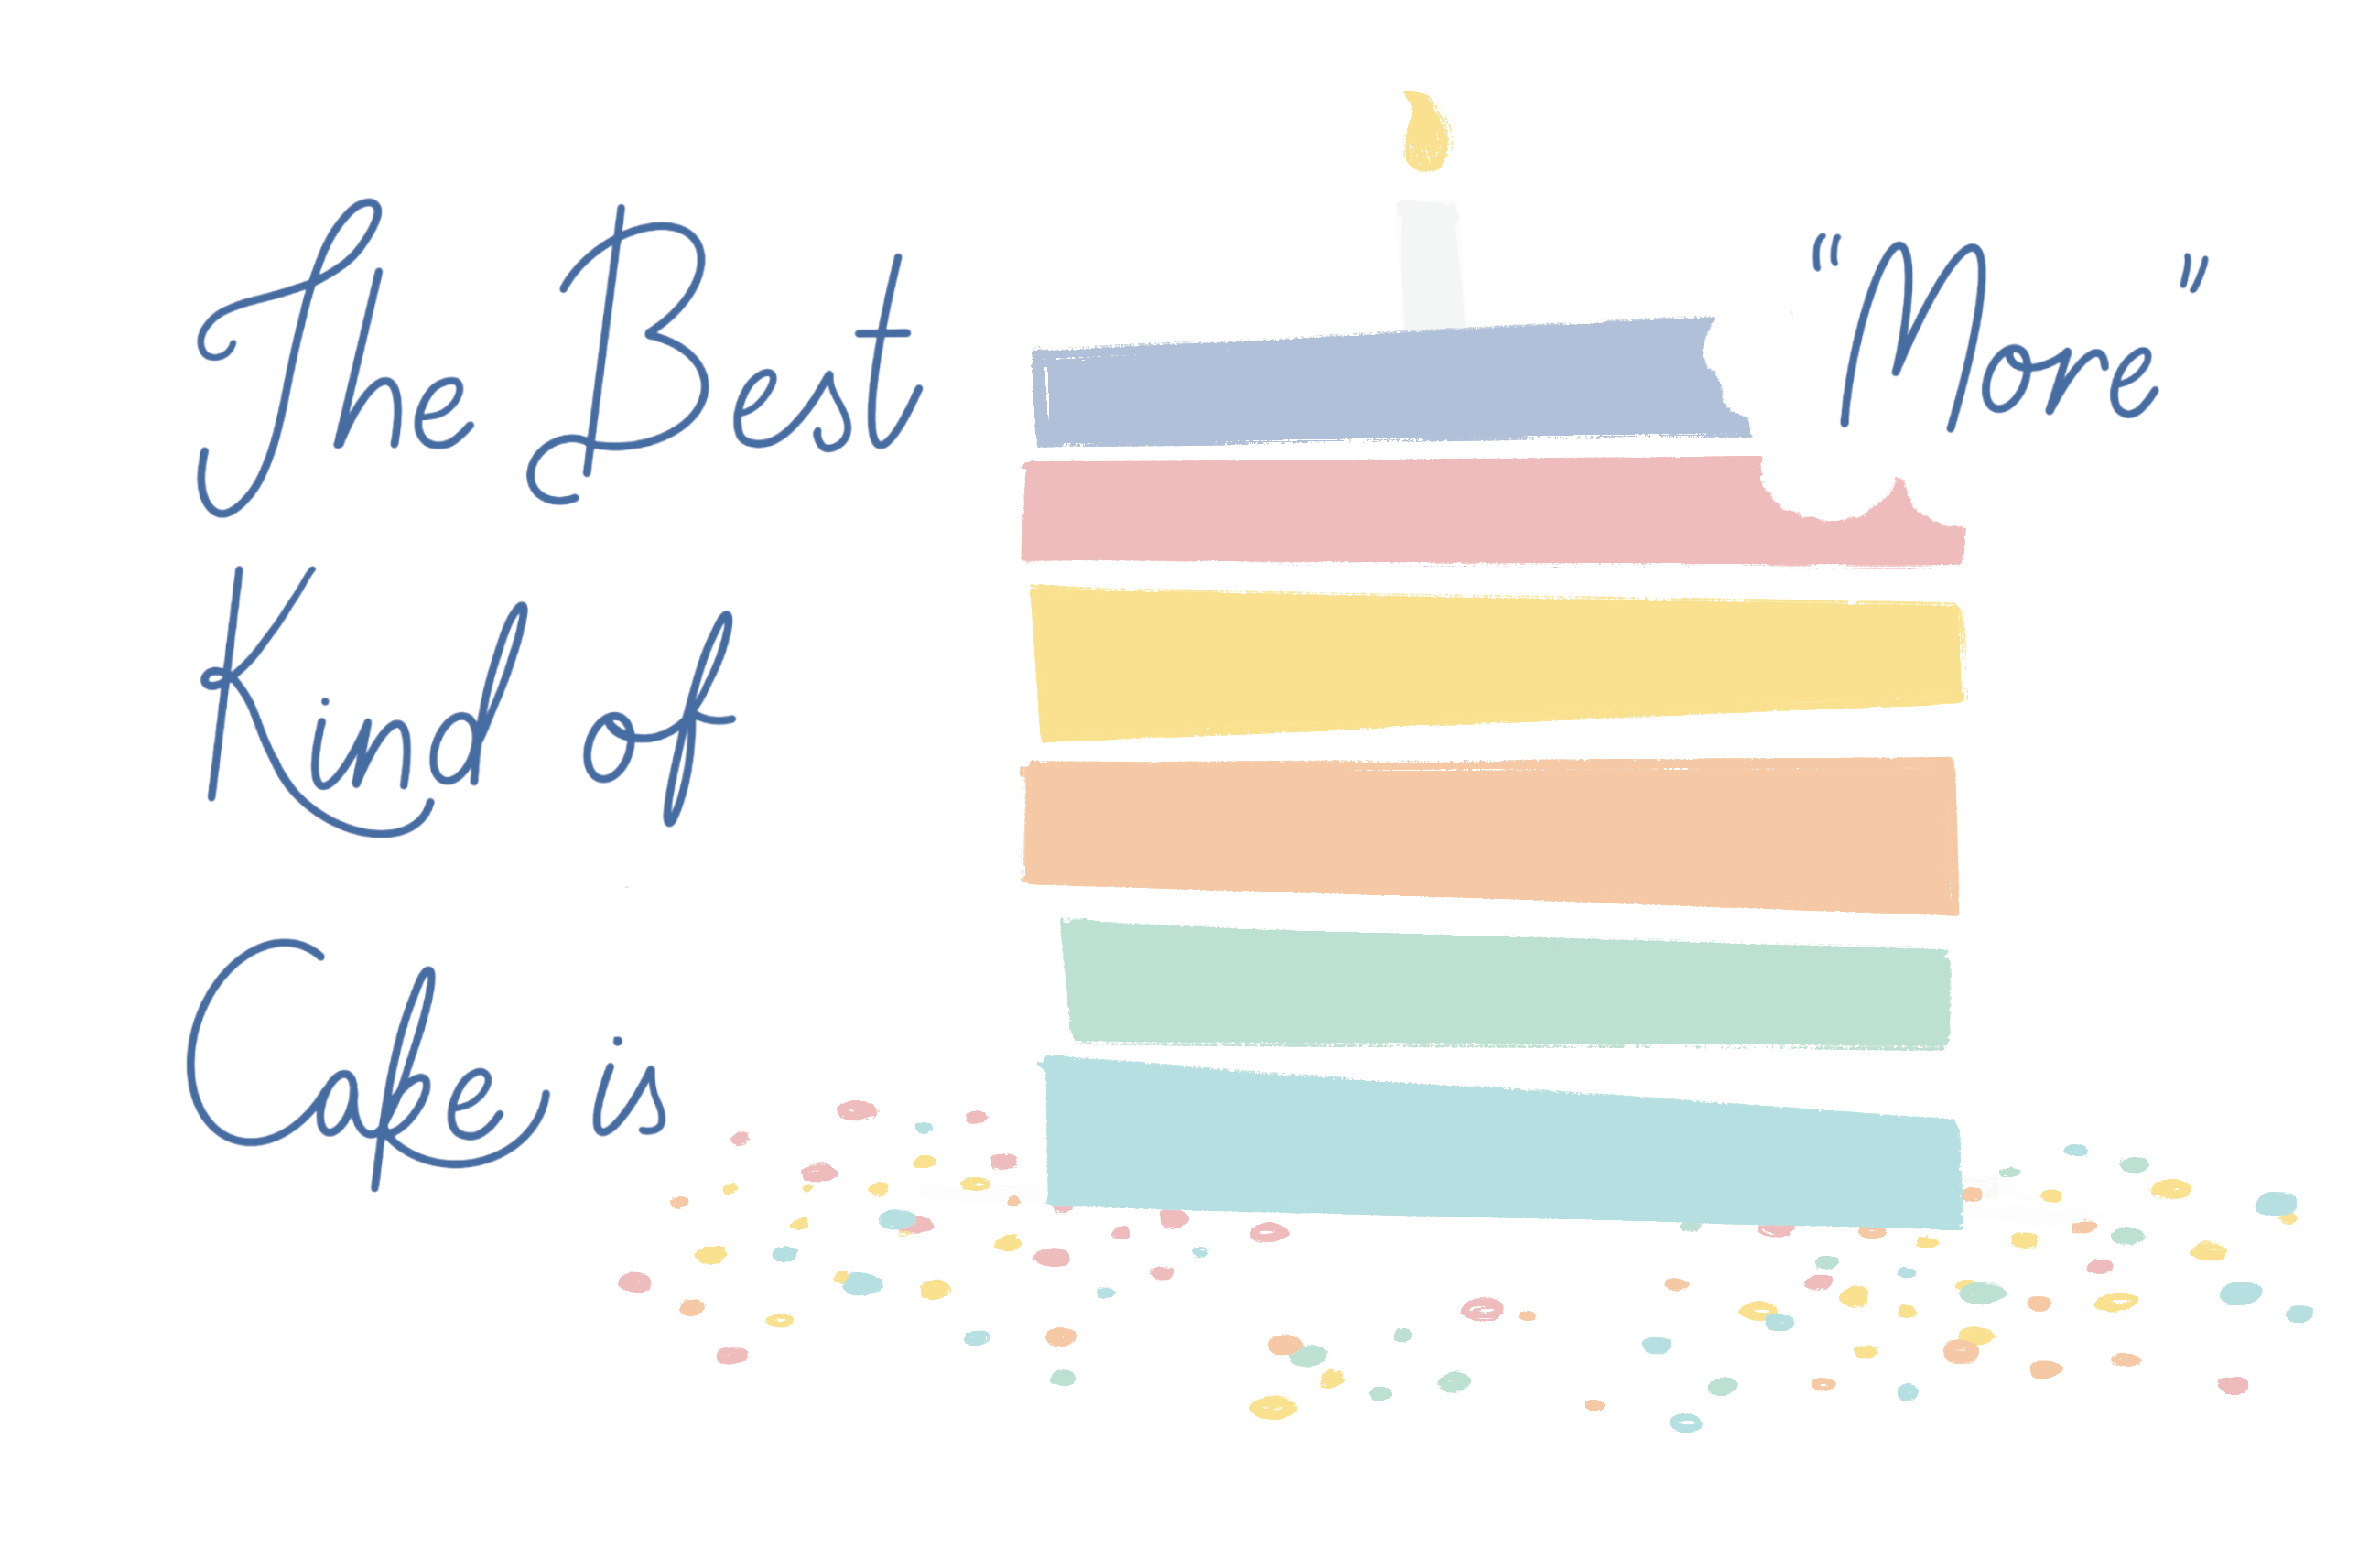 The Best
Kind of
Cake is
“More”